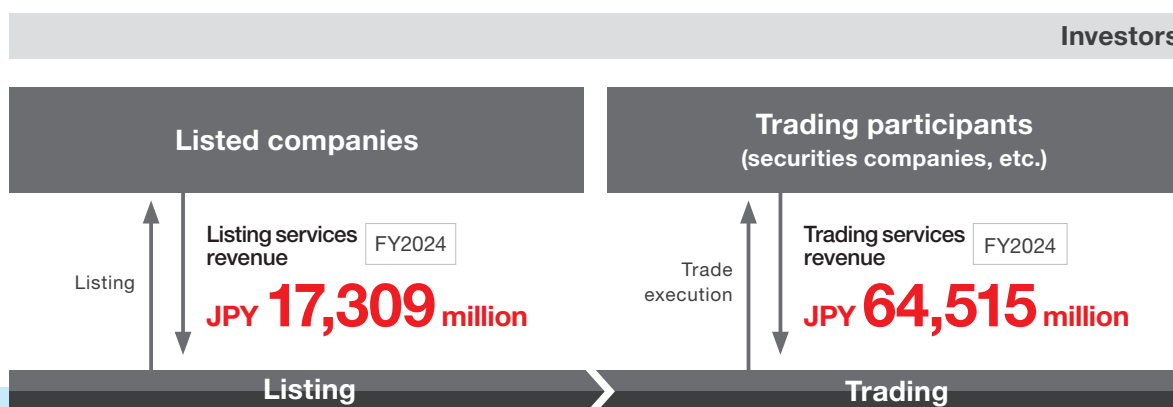 Investors
Listed companies
Trading participants
(securities companies, etc.)
Listing
Listing services
revenue
FY2024
JPY 17,309 million
Trade
execution
Trading services
revenue
FY2024
JPY 64,515 million
Listing
Trading